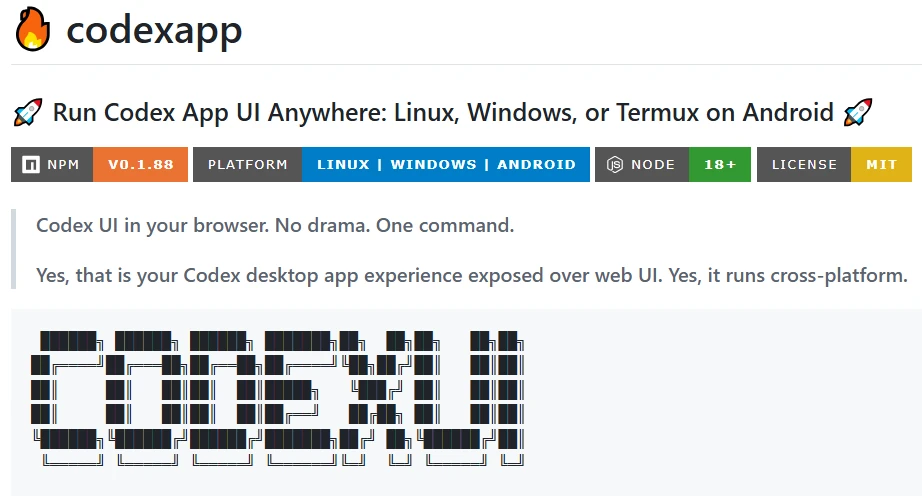 codexapp
Run Codex App UI Anywhere: Linux, Windows, or Termux on Android
NPM V0.1.88 PLATFORM LINUX | WINDOWS | ANDROID NODE 18+ LICENSE MIT
Codex UI in your browser. No drama. One command.
Yes, that is your Codex desktop app experience exposed over web UI. Yes, it runs cross-platform.
CODEXUI